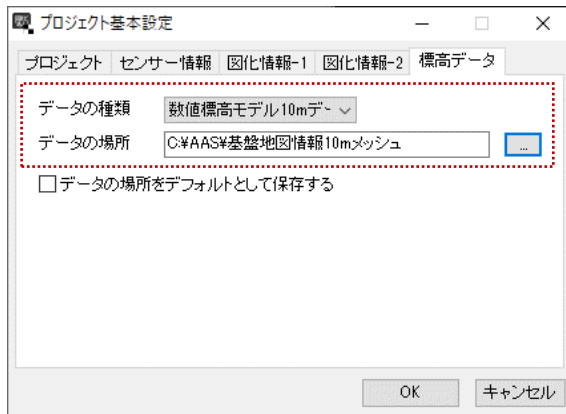 プロジェクト基本設定
プロジェクト センサー情報 図化情報-1 図化情報-2 標高データ
データの種類 数値標高モデル10mデｰ
データの場所 C:¥AAS¥基盤地図情報10mメッシュ ...
データの場所をデフォルトとして保存する
OK キャンセル